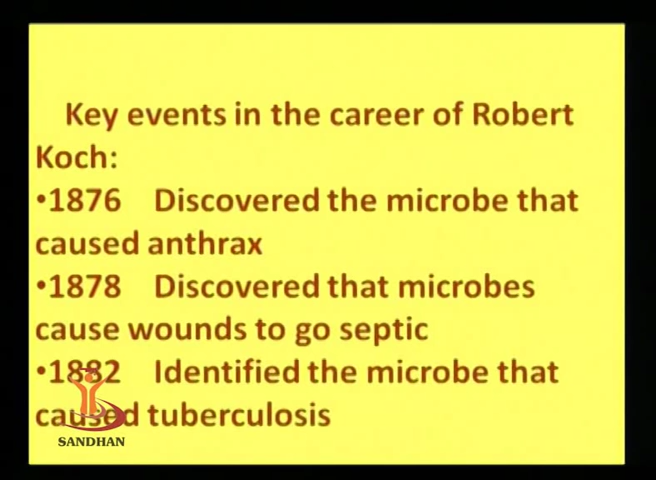 Key events in the career of Robert
Koch:
•1876 Discovered the microbe that
caused anthrax
•1878 Discovered that microbes
cause wounds to go septic
•1882 Identified the microbe that
caused tuberculosis
SANDHAN